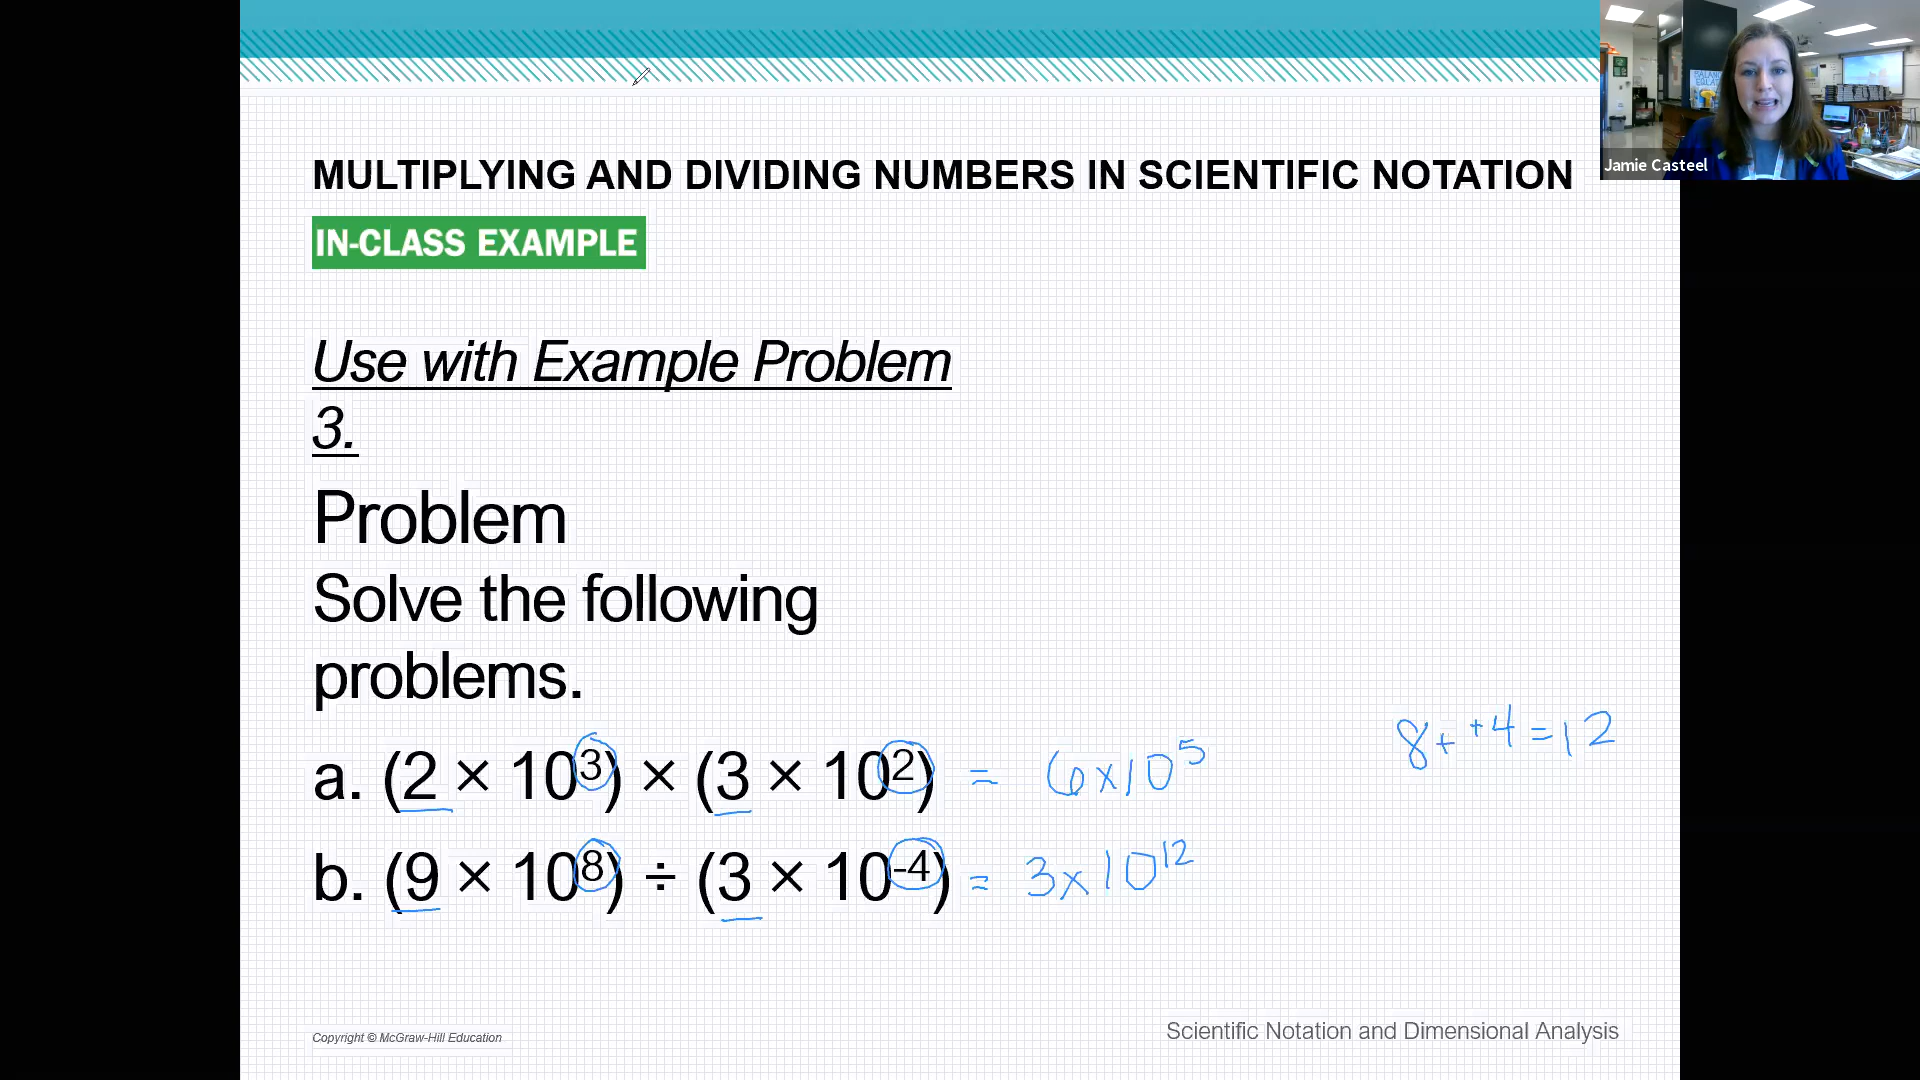 MULTIPLYING AND DIVIDING NUMBERS IN SCIENTIFIC NOTATION
IN-CLASS EXAMPLE
Jamie Casteel
Use with Example Problem
3.
Problem
Solve the following
problems.
8+ +4=12
a. (2 × 10³) × (3 × 10²) = 6x10⁵
b. (9 × 10⁸) ÷ (3 × 10⁻⁴) = 3x10¹²
Copyright © McGraw-Hill Education
Scientific Notation and Dimensional Analysis